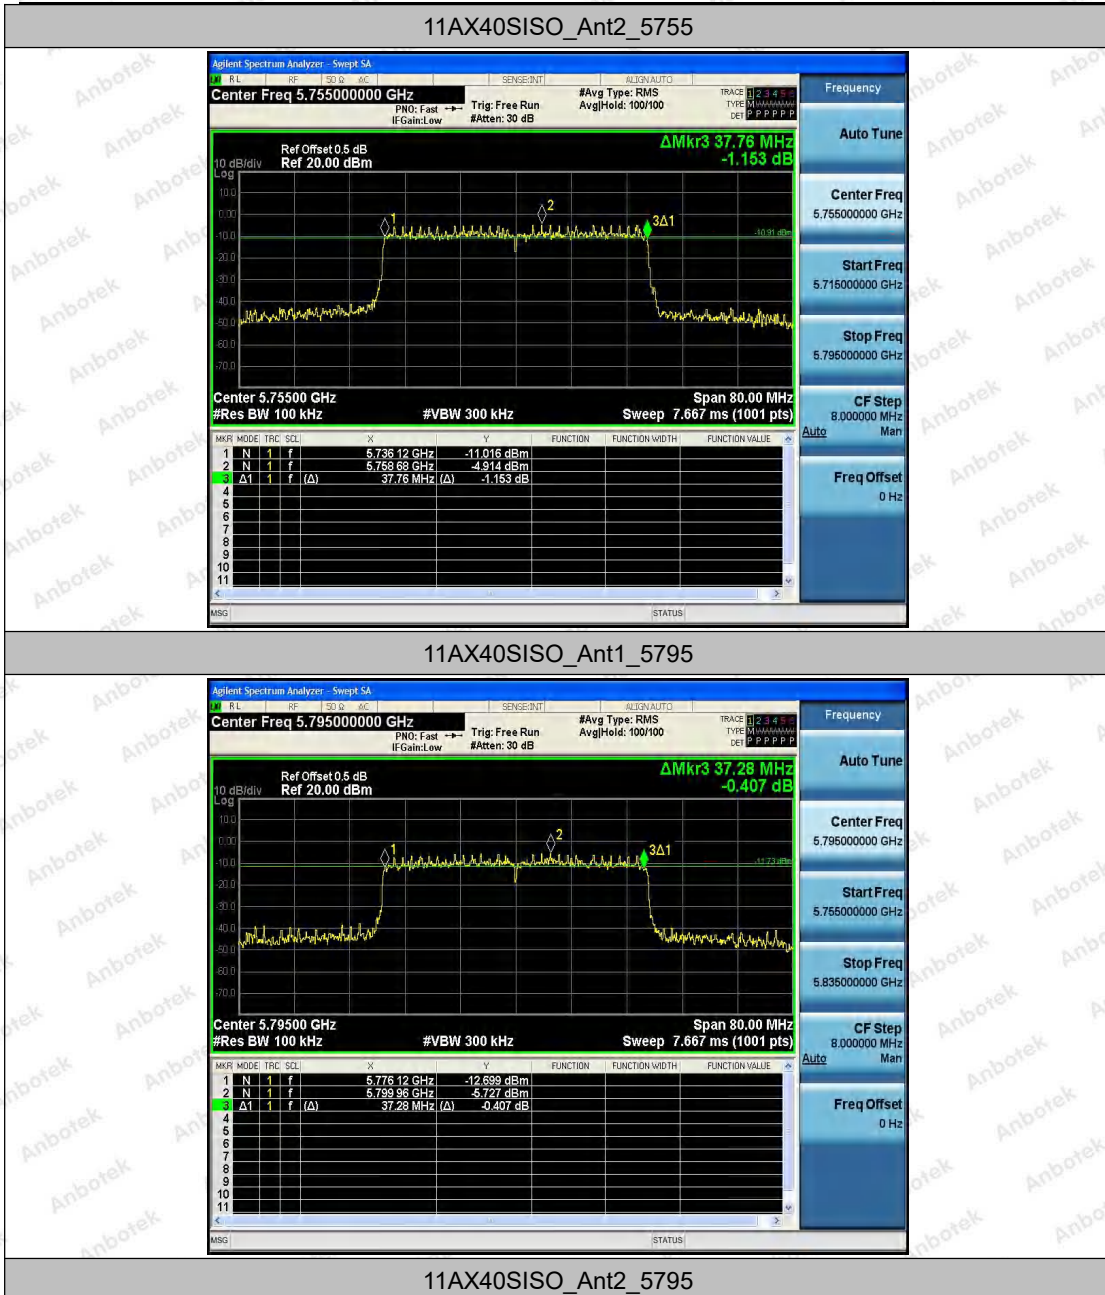 11AX40SISO_Ant2_5755
Agilent Spectrum Analyzer - Swept SA
RL RF 50 Ω AC SENSE:INT ALIGNAUTO
Center Freq 5.755000000 GHz
PNO: Fast
IFGain:Low
Trig: Free Run
#Atten: 30 dB
#Avg Type: RMS
Avg|Hold: 100/100
TRACE 1 2 3 4 5 6
TYPE M
DET P P P P P P
Ref Offset 0.5 dB
10 dB/div Ref 20.00 dBm
ΔMkr3 37.76 MHz
-1.153 dB
Log
10.0
0.00
-10.0
-20.0
-30.0
-40.0
-50.0
-60.0
-70.0
1
2
3Δ1
-10.91 dBm
Center 5.75500 GHz Span 80.00 MHz
#Res BW 100 kHz #VBW 300 kHz Sweep 7.667 ms (1001 pts)
MKR MODE TRC SCL X Y FUNCTION FUNCTION WIDTH FUNCTION VALUE
1 N 1 f 5.736 12 GHz -11.016 dBm
2 N 1 f 5.758 68 GHz -4.914 dBm
3 Δ1 1 f (Δ) 37.76 MHz (Δ) -1.153 dB
4
5
6
7
8
9
10
11
MSG STATUS
Frequency
Auto Tune
Center Freq
5.755000000 GHz
Start Freq
5.715000000 GHz
Stop Freq
5.795000000 GHz
CF Step
8.000000 MHz
Auto Man
Freq Offset
0 Hz
11AX40SISO_Ant1_5795
Agilent Spectrum Analyzer - Swept SA
RL RF 50 Ω AC SENSE:INT ALIGNAUTO
Center Freq 5.795000000 GHz
PNO: Fast
IFGain:Low
Trig: Free Run
#Atten: 30 dB
#Avg Type: RMS
Avg|Hold: 100/100
TRACE 1 2 3 4 5 6
TYPE M
DET P P P P P P
Ref Offset 0.5 dB
10 dB/div Ref 20.00 dBm
ΔMkr3 37.28 MHz
-0.407 dB
Log
10.0
0.00
-10.0
-20.0
-30.0
-40.0
-50.0
-60.0
-70.0
1
2
3Δ1
-11.73 dBm
Center 5.79500 GHz Span 80.00 MHz
#Res BW 100 kHz #VBW 300 kHz Sweep 7.667 ms (1001 pts)
MKR MODE TRC SCL X Y FUNCTION FUNCTION WIDTH FUNCTION VALUE
1 N 1 f 5.776 12 GHz -12.699 dBm
2 N 1 f 5.799 96 GHz -5.727 dBm
3 Δ1 1 f (Δ) 37.28 MHz (Δ) -0.407 dB
4
5
6
7
8
9
10
11
MSG STATUS
Frequency
Auto Tune
Center Freq
5.795000000 GHz
Start Freq
5.755000000 GHz
Stop Freq
5.835000000 GHz
CF Step
8.000000 MHz
Auto Man
Freq Offset
0 Hz
11AX40SISO_Ant2_5795